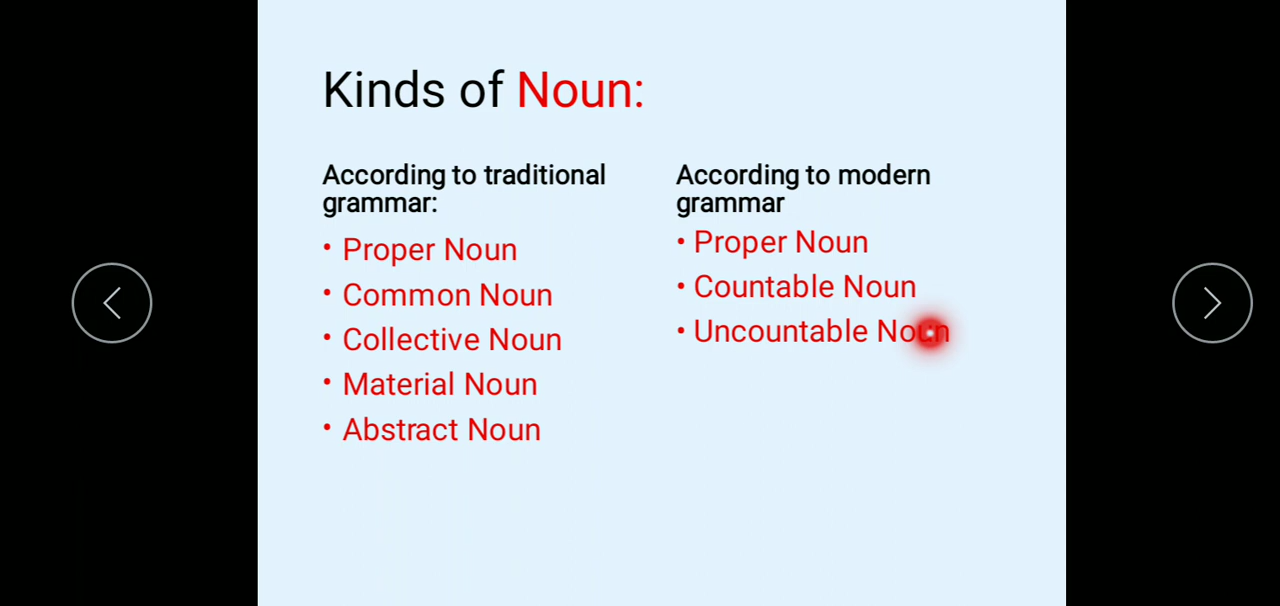 Kinds of Noun:
According to traditional
grammar:
• Proper Noun
• Common Noun
• Collective Noun
• Material Noun
• Abstract Noun
According to modern
grammar
• Proper Noun
• Countable Noun
• Uncountable Noun